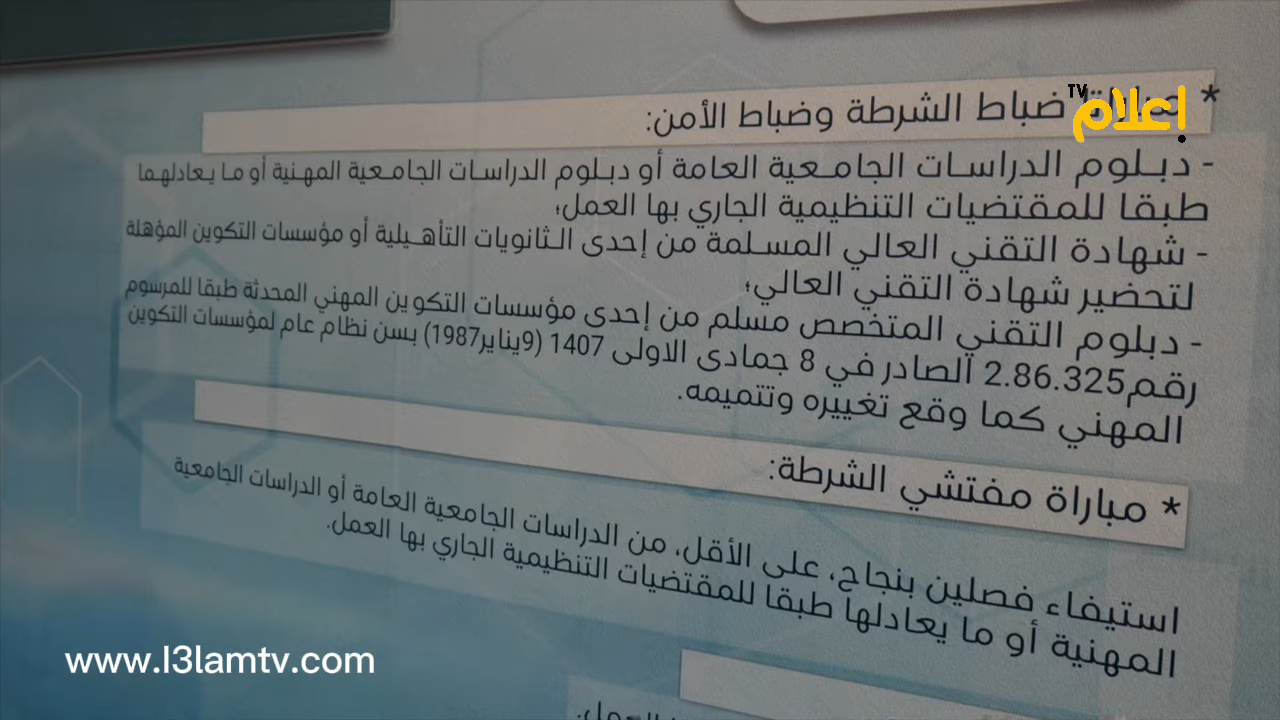 إعلام TV
* مباراتا ضباط الشرطة وضباط الأمن:
- دبلوم الدراسات الجامعية العامة أو دبلوم الدراسات الجامعية المهنية أو ما يعادلهما
طبقا للمقتضيات التنظيمية الجاري بها العمل؛
- شهادة التقني العالي المسلمة من إحدى الثانويات التأهيلية أو مؤسسات التكوين المؤهلة
لتحضير شهادة التقني العالي؛
- دبلوم التقني المتخصص مسلم من إحدى مؤسسات التكوين المهني المحدثة طبقا للمرسوم
رقم2.86.325 الصادر في 8 جمادى الاولى 1407 (9يناير1987) بسن نظام عام لمؤسسات التكوين
المهني كما وقع تغييره وتتميمه.
* مباراة مفتشي الشرطة:
استيفاء فصلين بنجاح، على الأقل، من الدراسات الجامعية العامة أو الدراسات الجامعية
المهنية أو ما يعادلها طبقا للمقتضيات التنظيمية الجاري بها العمل.
العمل.
www.l3lamtv.com